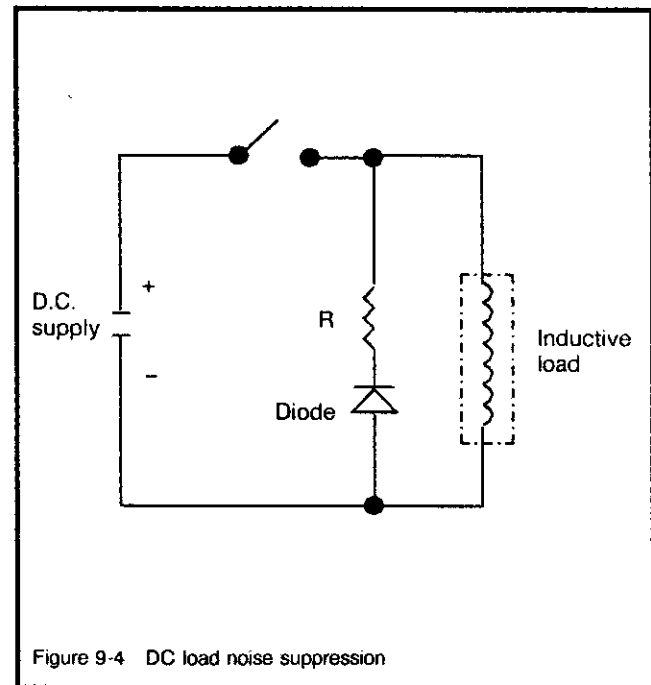 D.C.
supply
+
−
R
Diode
Inductive
load
Figure 9-4 DC load noise suppression